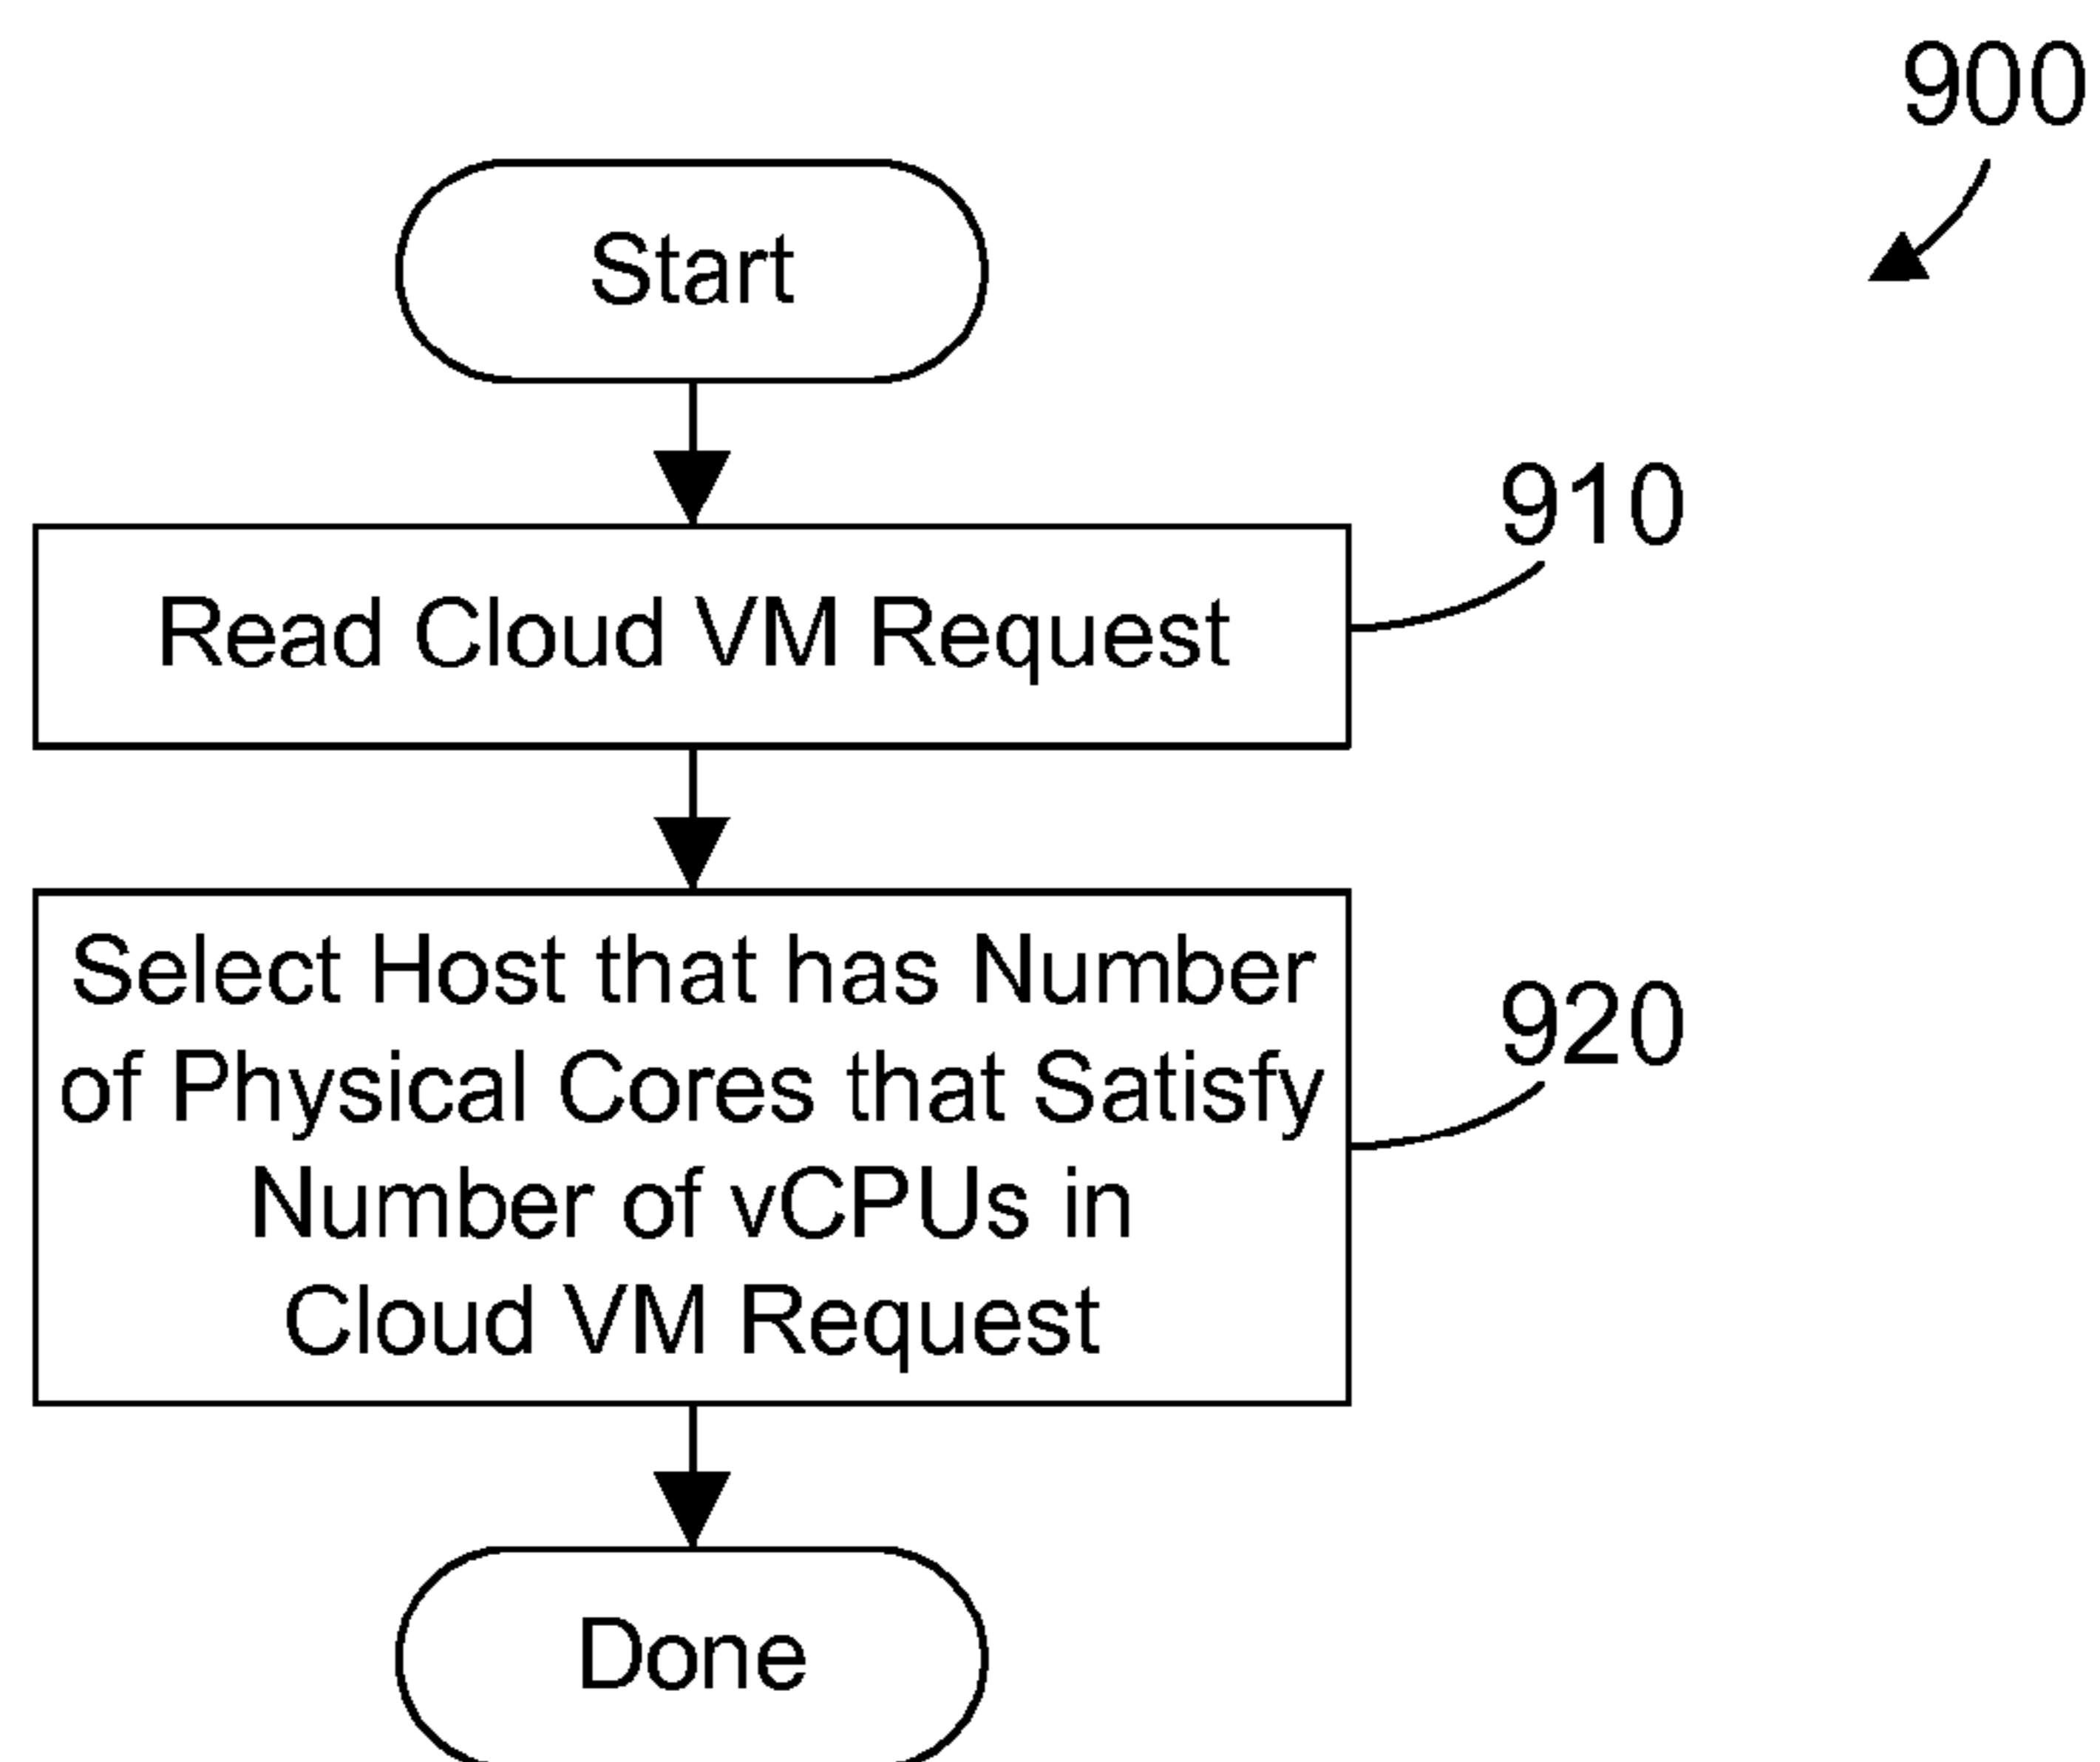 900
Start
910
Read Cloud VM Request
Select Host that has Number
of Physical Cores that Satisfy
920
Number of vCPUs in
Cloud VM Request
Done